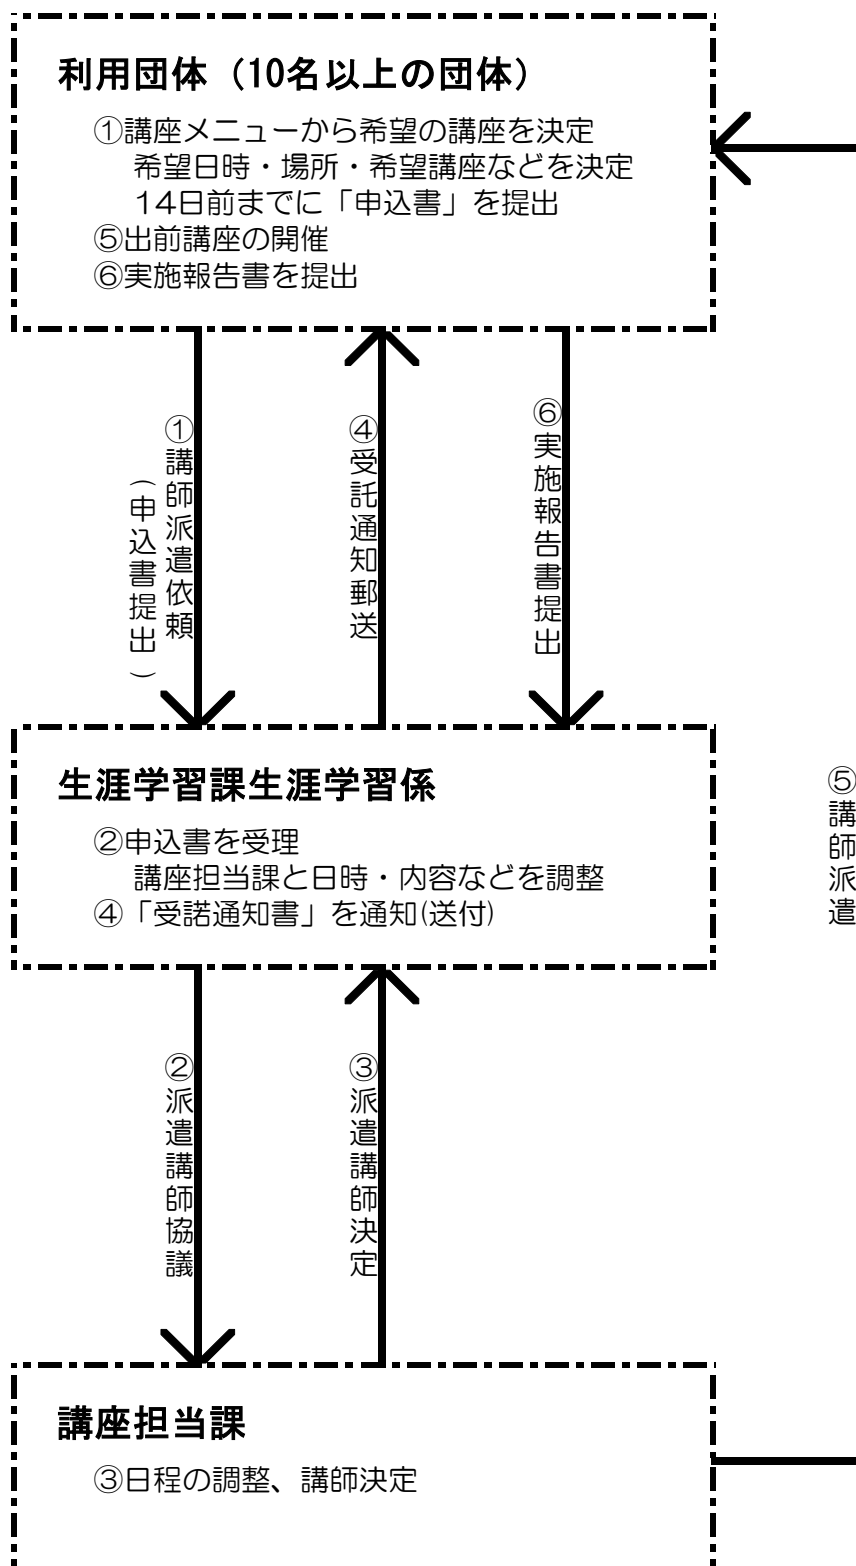 利用団体（10名以上の団体）
①講座メニューから希望の講座を決定
希望日時・場所・希望講座などを決定
14日前までに「申込書」を提出
⑤出前講座の開催
⑥実施報告書を提出
①講師派遣依頼
（申込書提出）
④受託通知郵送
⑥実施報告書提出
生涯学習課生涯学習係
②申込書を受理
講座担当課と日時・内容などを調整
④「受諾通知書」を通知(送付)
⑤講師派遣
②派遣講師協議
③派遣講師決定
講座担当課
③日程の調整、講師決定